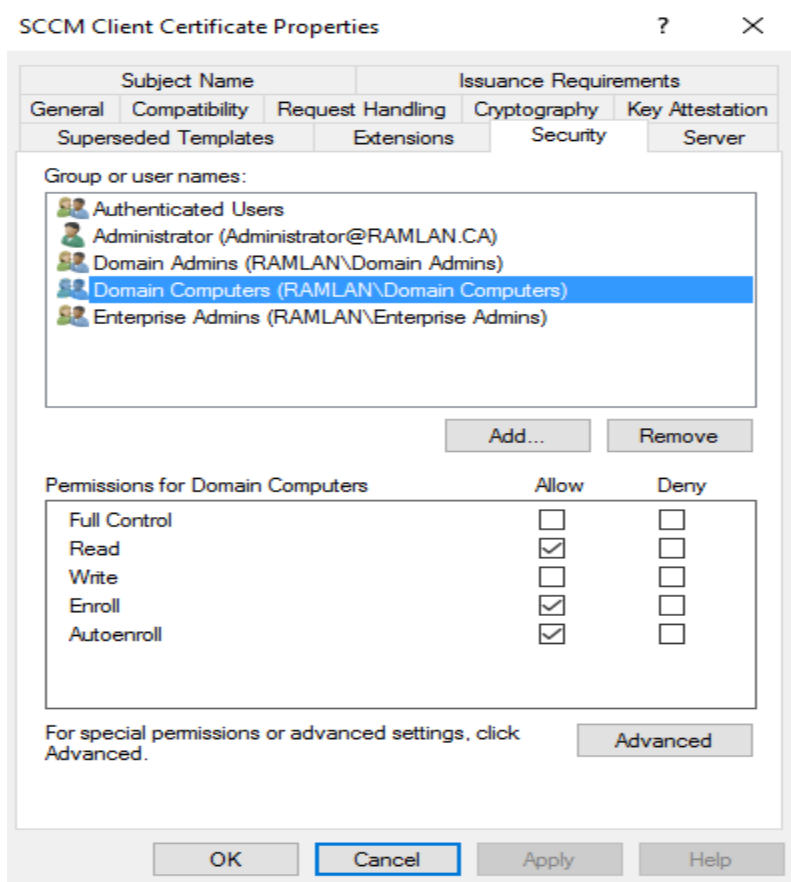 SCCM Client Certificate Properties ? ×
Subject Name Issuance Requirements
General Compatibility Request Handling Cryptography Key Attestation
Superseded Templates Extensions Security Server
Group or user names:
Authenticated Users
Administrator (Administrator@RAMLAN.CA)
Domain Admins (RAMLAN\Domain Admins)
Domain Computers (RAMLAN\Domain Computers)
Enterprise Admins (RAMLAN\Enterprise Admins)
Add... Remove
Permissions for Domain Computers Allow Deny
Full Control
Read
Write
Enroll
Autoenroll
For special permissions or advanced settings, click
Advanced.
Advanced
OK Cancel Apply Help